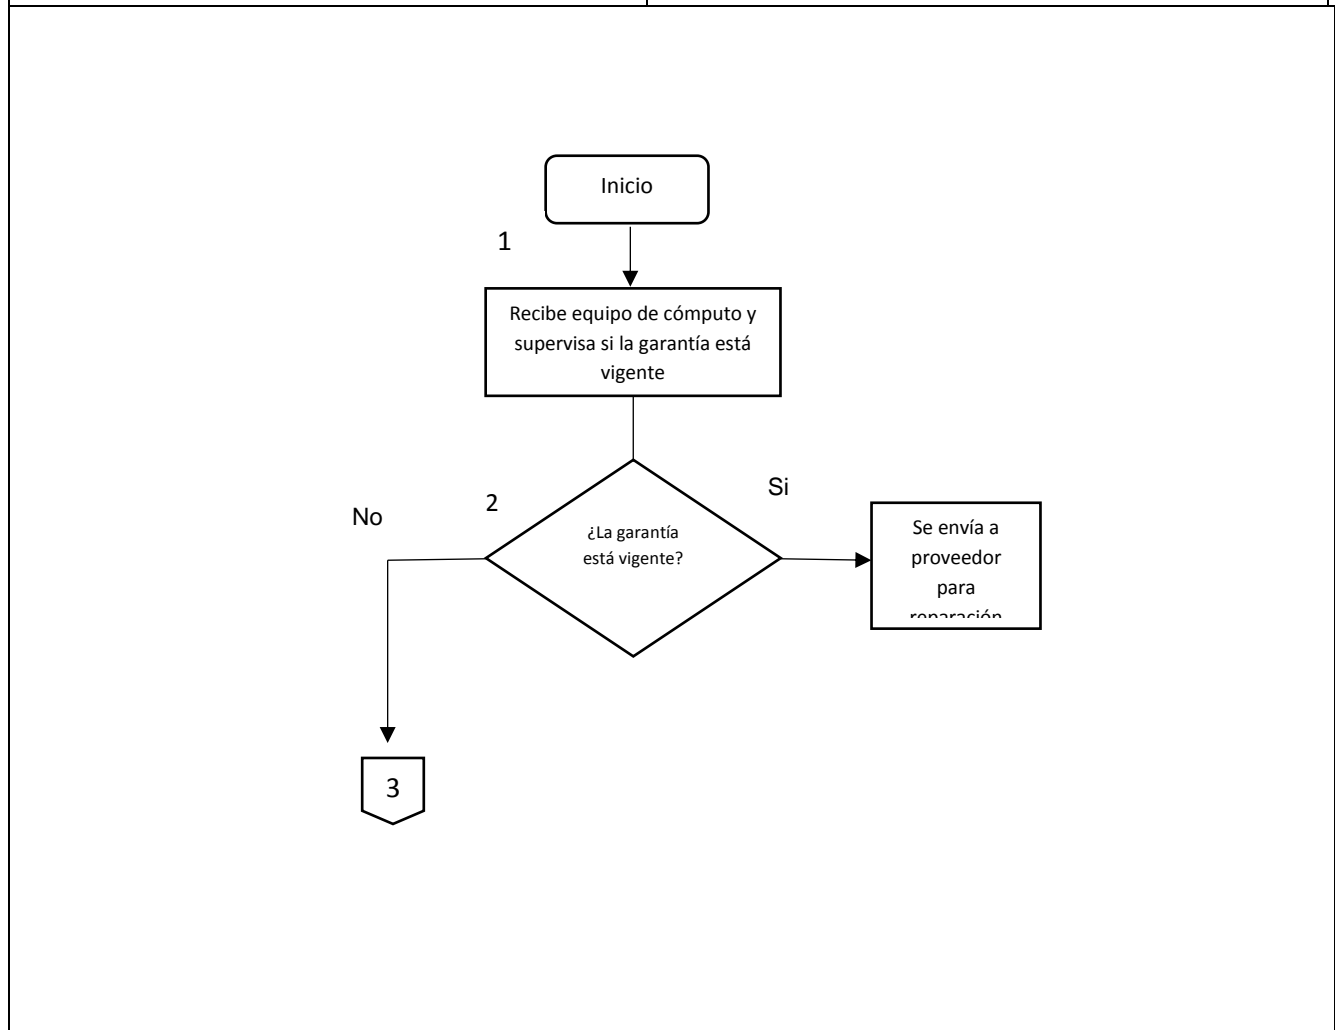 Inicio
1
Recibe equipo de cómputo y
supervisa si la garantía está
vigente
No
2
¿La garantía
está vigente?
Si
Se envía a
proveedor
para
reparación
3